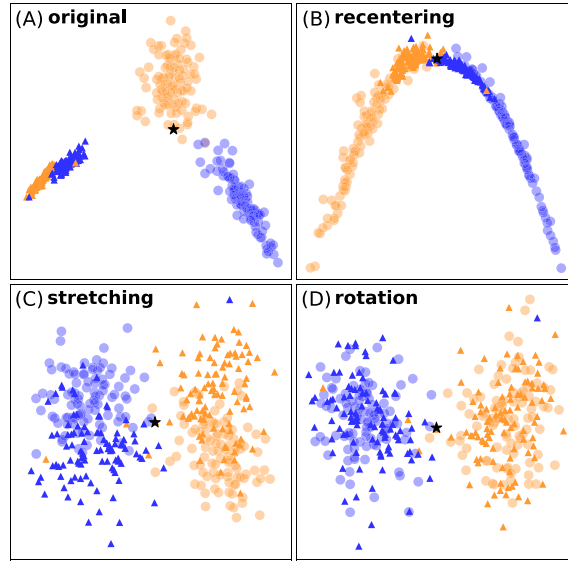 (A) original
(B) recentering
(C) stretching
(D) rotation